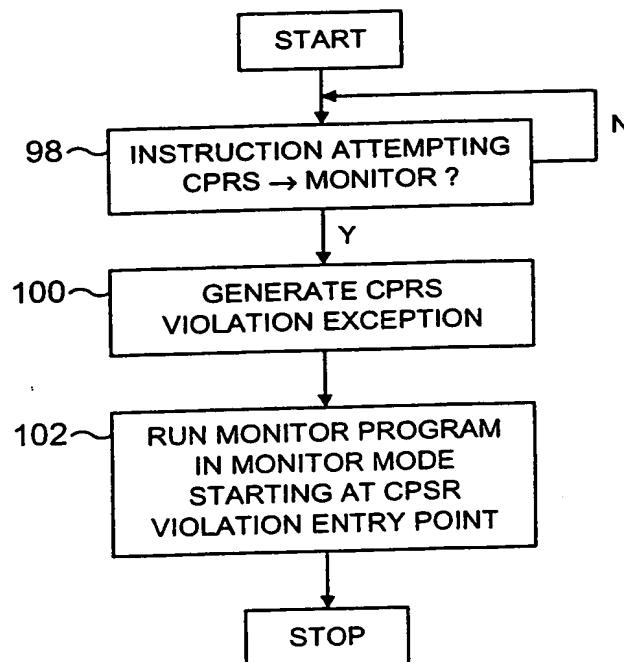 START
N
98
INSTRUCTION ATTEMPTING
CPRS → MONITOR ?
Y
100
GENERATE CPRS
VIOLATION EXCEPTION
102
RUN MONITOR PROGRAM
IN MONITOR MODE
STARTING AT CPSR
VIOLATION ENTRY POINT
STOP